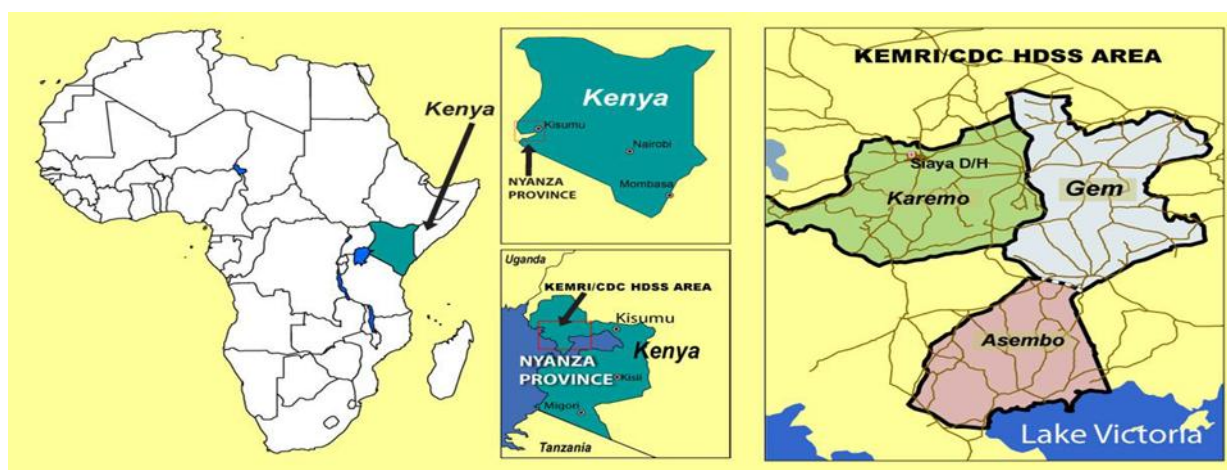 Kenya
Kenya
Kisumu
Nairobi
NYANZA
PROVINCE
Mombasa
Uganda
KEMRI/CDC HDSS AREA
Kisumu
Kenya
NYANZA
PROVINCE
Kisii
Migori
Tanzania
KEMRI/CDC HDSS AREA
Siaya D/H
Karemo
Gem
Asembo
Lake Victoria